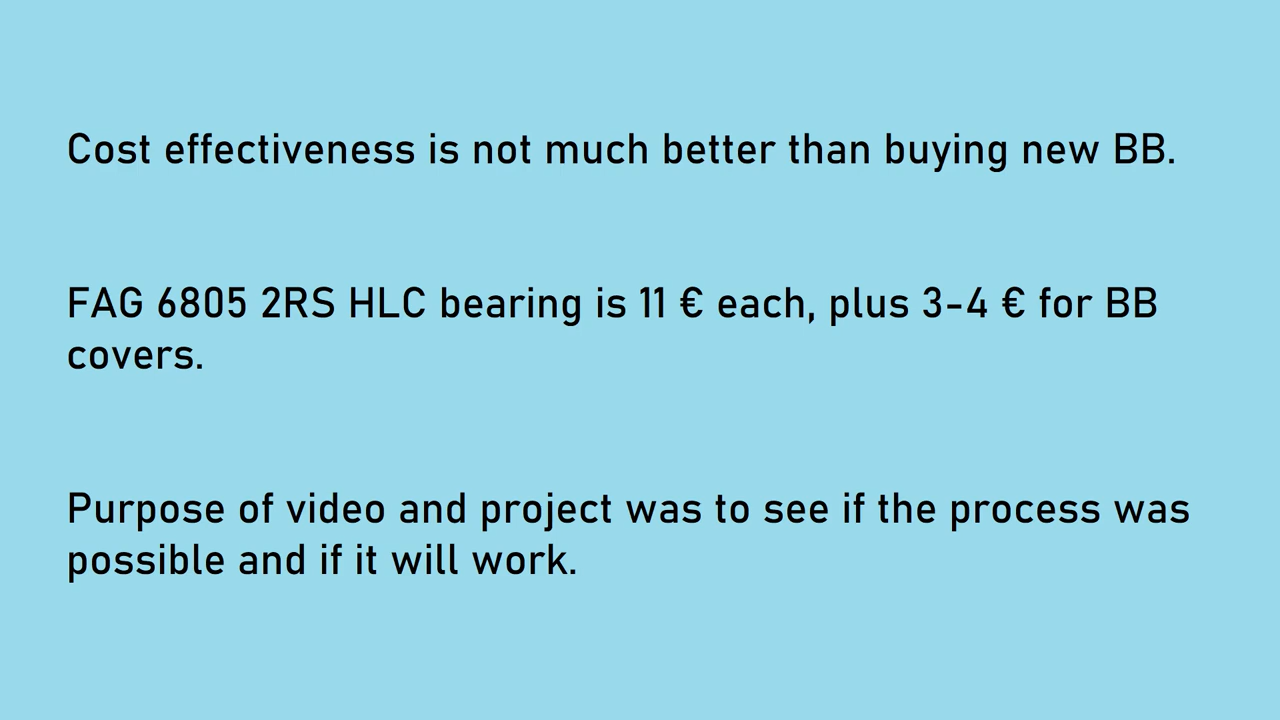 Cost effectiveness is not much better than buying new BB.
FAG 6805 2RS HLC bearing is 11 € each, plus 3-4 € for BB
covers.
Purpose of video and project was to see if the process was
possible and if it will work.